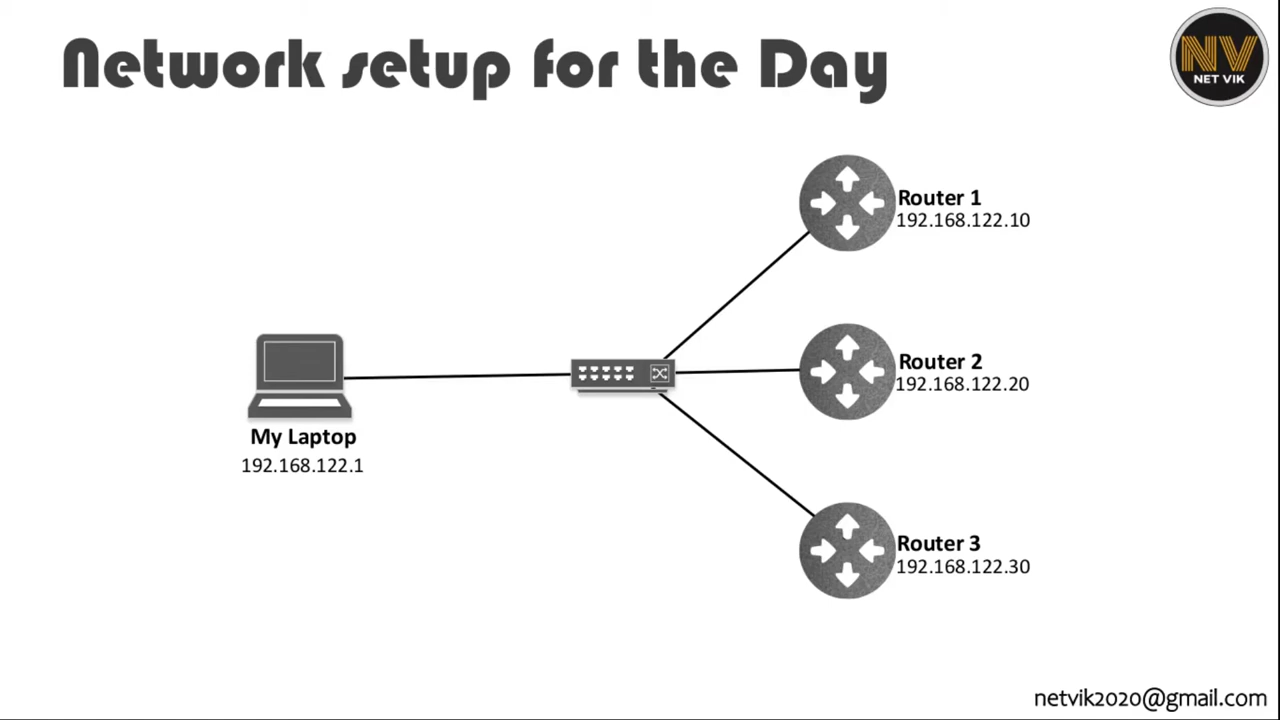 Network setup for the Day
NV
NET VIK
Router 1
192.168.122.10
Router 2
192.168.122.20
My Laptop
192.168.122.1
Router 3
192.168.122.30
netvik2020@gmail.com